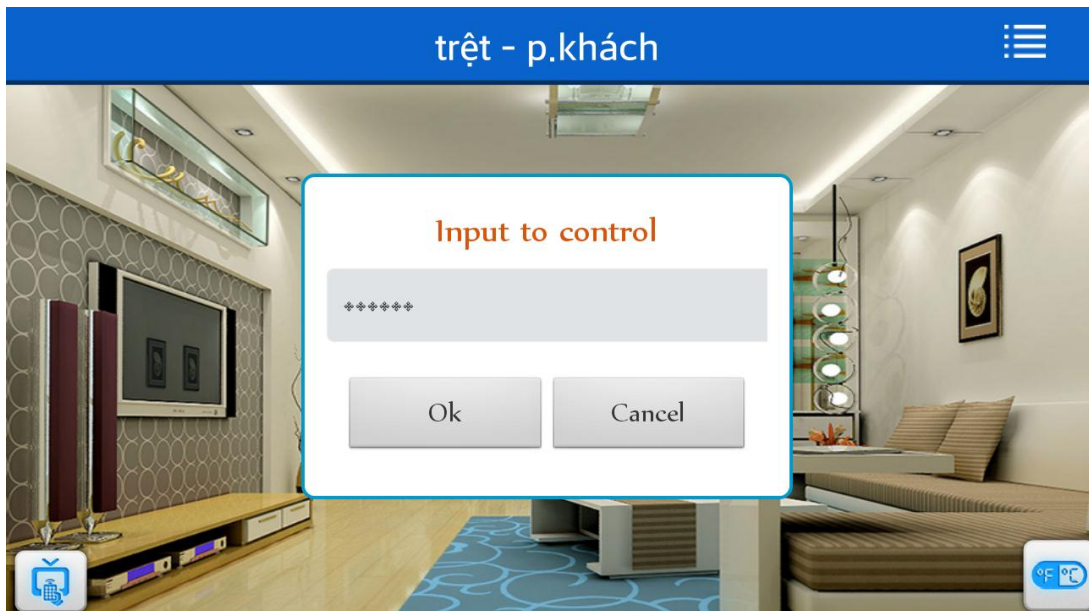 trệt - p.khách
Input to control
******
Ok
Cancel
°F °C